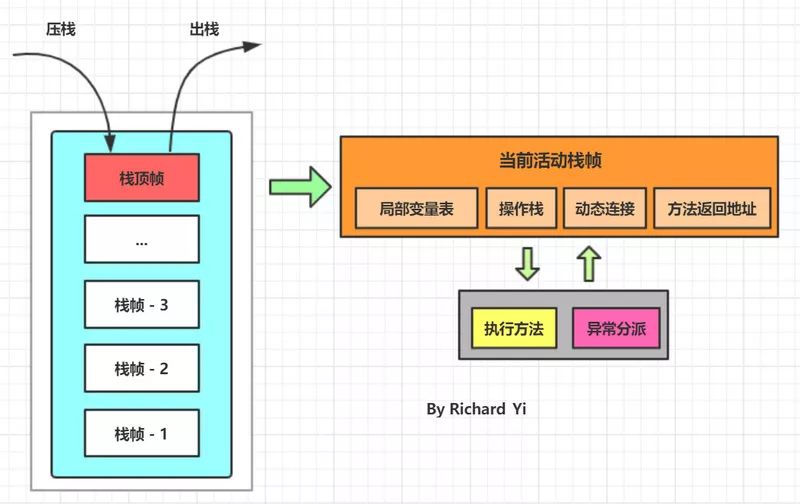 压栈
出栈
栈顶帧
...
栈帧 - 3
栈帧 - 2
栈帧 - 1
当前活动栈帧
局部变量表
操作栈
动态连接
方法返回地址
执行方法
异常分派
By Richard Yi